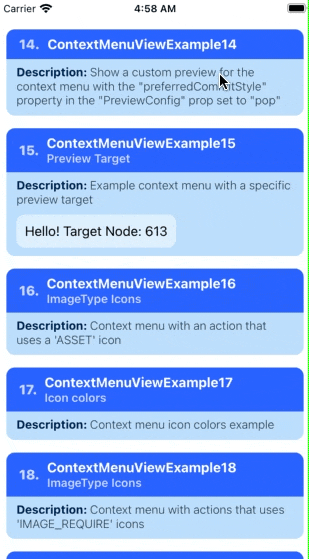 Carrier 4:58 AM
14. ContextMenuViewExample14
Description: Show a custom preview for the
context menu with the "preferredCommitStyle"
property in the "PreviewConfig" prop set to "pop"
15. ContextMenuViewExample15
Preview Target
Description: Example context menu with a specific
preview target
Hello! Target Node: 613
16. ContextMenuViewExample16
ImageType Icons
Description: Context menu with an action that
uses a 'ASSET' icon
17. ContextMenuViewExample17
Icon colors
Description: Context menu icon colors example
18. ContextMenuViewExample18
ImageType Icons
Description: Context menu with actions that uses
'IMAGE_REQUIRE' icons